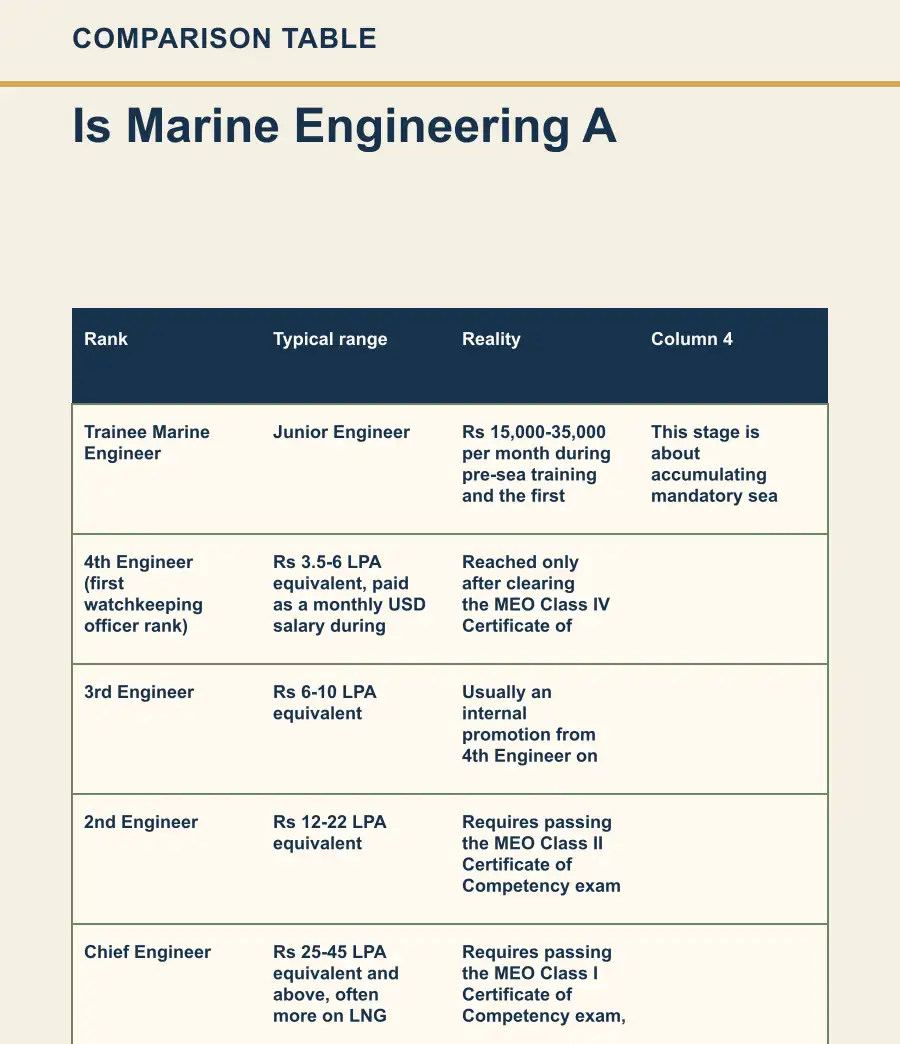 COMPARISON TABLE
Is Marine Engineering A
Rank
Typical range
Reality
Column 4
Trainee Marine
Engineer
Junior Engineer
Rs 15,000-35,000
per month during
pre-sea training
and the first
This stage is
about
accumulating
mandatory sea
4th Engineer
(first
watchkeeping
officer rank)
Rs 3.5-6 LPA
equivalent, paid
as a monthly USD
salary during
Reached only
after clearing
the MEO Class IV
Certificate of
3rd Engineer
Rs 6-10 LPA
equivalent
Usually an
internal
promotion from
4th Engineer on
2nd Engineer
Rs 12-22 LPA
equivalent
Requires passing
the MEO Class II
Certificate of
Competency exam
Chief Engineer
Rs 25-45 LPA
equivalent and
above, often
more on LNG
Requires passing
the MEO Class I
Certificate of
Competency exam,